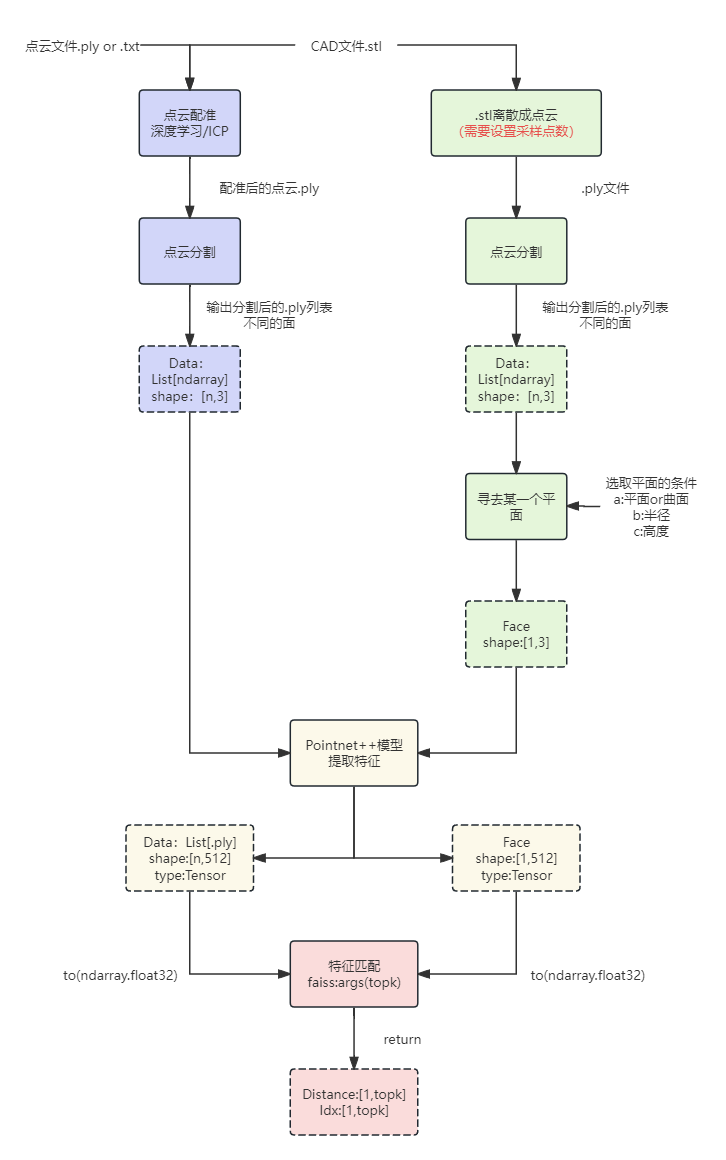 点云文件.ply or .txt
CAD文件.stl
点云配准
深度学习/ICP
.stl离散成点云
（需要设置采样点数）
配准后的点云.ply
.ply文件
点云分割
点云分割
输出分割后的.ply列表
不同的面
输出分割后的.ply列表
不同的面
Data：
List[ndarray]
shape：[n,3]
Data：
List[ndarray]
shape：[n,3]
寻去某一个平
面
选取平面的条件
a:平面or曲面
b:半径
c:高度
Face
shape:[1,3]
Pointnet++模型
提取特征
Data：List[.ply]
shape:[n,512]
type:Tensor
Face
shape:[1,512]
type:Tensor
to(ndarray.float32)
特征匹配
faiss:args(topk)
to(ndarray.float32)
return
Distance:[1,topk]
Idx:[1,topk]